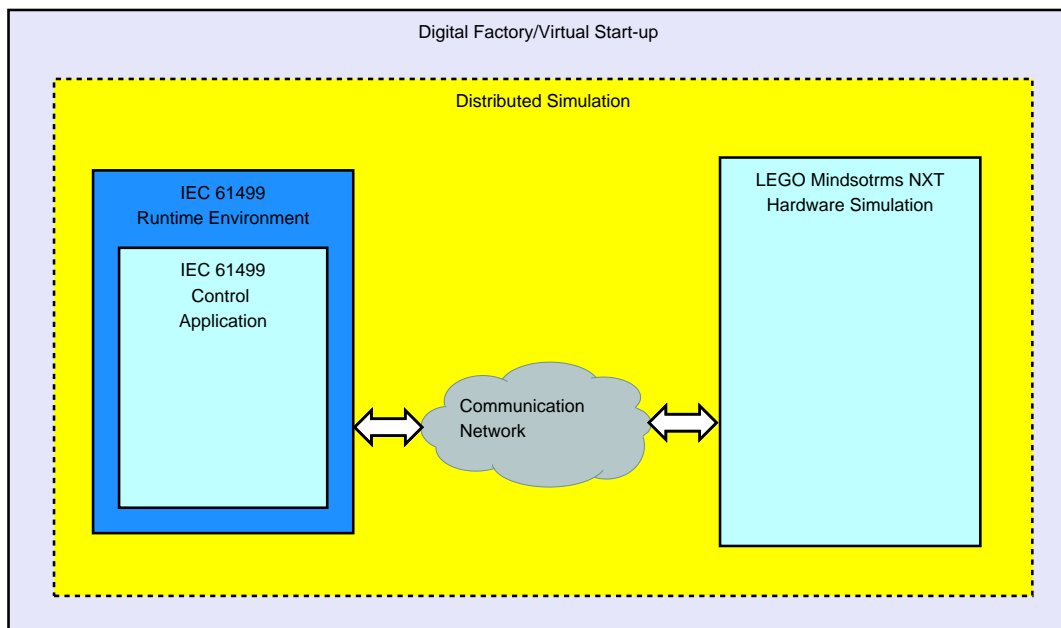 Digital Factory/Virtual Start-up
Distributed Simulation
IEC 61499
Runtime Environment
IEC 61499
Control
Application
Communication
Network
LEGO Mindsotrms NXT
Hardware Simulation